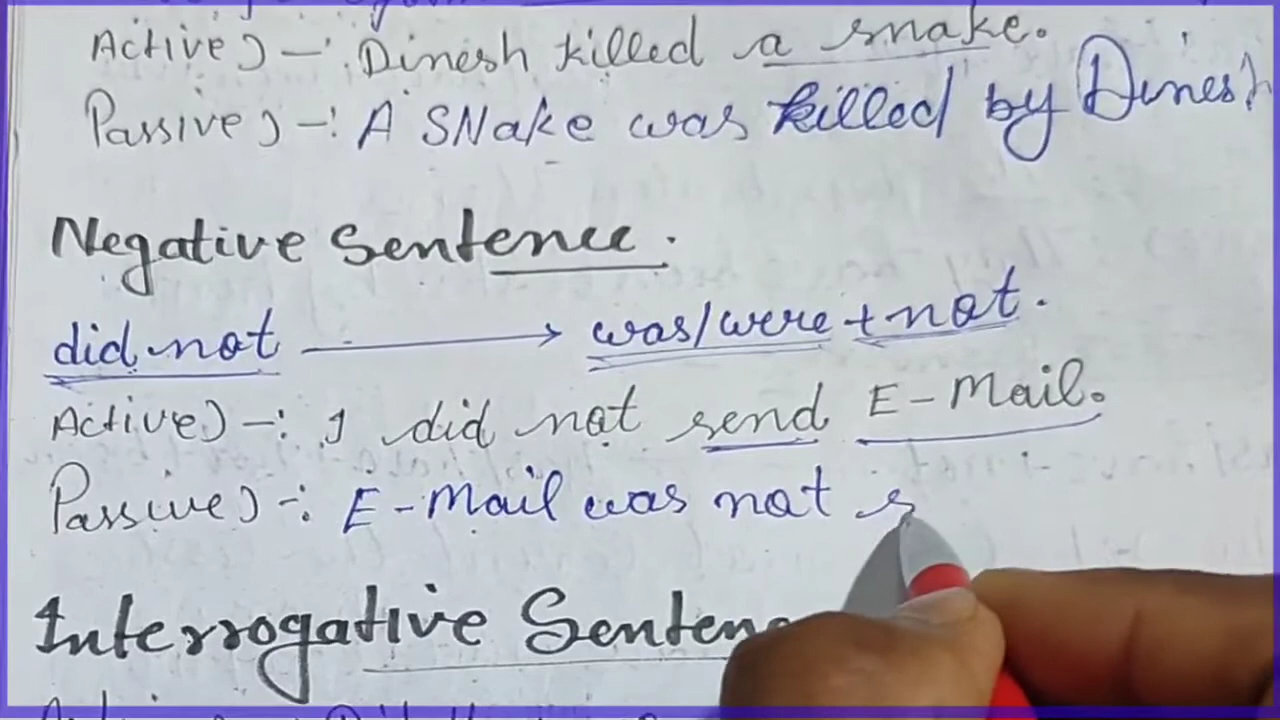 Active) -: Dinesh killed a snake.
Passive) -: A SNake was killed by Dinesh
Negative Sentence.
did not → was/were + not.
Active) -: I did not send E-Mail.
Passive) -: E-Mail was not s
Interrogative Sentenc